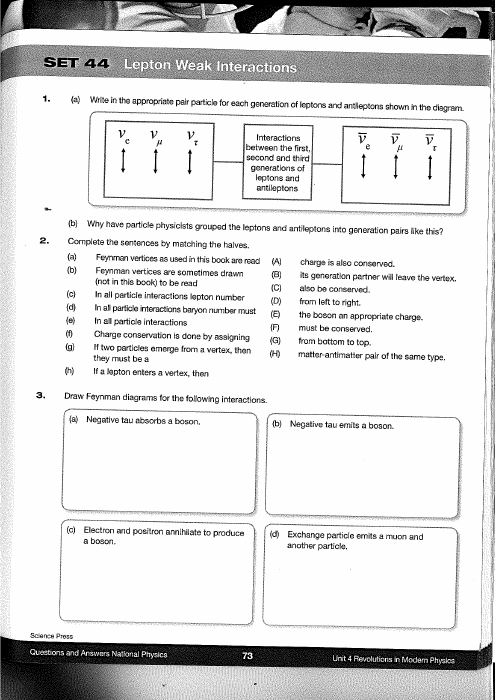 SET 44 Lepton Weak Interactions
1. (a) Write in the appropriate pair particle for each generation of leptons and antileptons shown in the diagram.
νe νμ ντ
Interactions
between the first,
second and third
generations of
leptons and
antileptons
ν̅e ν̅μ ν̅τ
(b) Why have particle physicists grouped the leptons and antileptons into generation pairs like this?
2. Complete the sentences by matching the halves.
(a) Feynman vertices as used in this book are read
(b) Feynman vertices are sometimes drawn
(not in this book) to be read
(c) In all particle interactions lepton number
(d) In all particle interactions baryon number must
(e) In all particle interactions
(f) Charge conservation is done by assigning
(g) If two particles emerge from a vertex, then
they must be a
(h) If a lepton enters a vertex, then
(A) charge is also conserved.
(B) its generation partner will leave the vertex.
(C) also be conserved.
(D) from left to right.
(E) the boson an appropriate charge.
(F) must be conserved.
(G) from bottom to top.
(H) matter-antimatter pair of the same type.
3. Draw Feynman diagrams for the following interactions.
(a) Negative tau absorbs a boson.
(b) Negative tau emits a boson.
(c) Electron and positron annihilate to produce
a boson.
(d) Exchange particle emits a muon and
another particle.
Science Press
Questions and Answers National Physics
73
Unit 4 Revolutions in Modern Physics